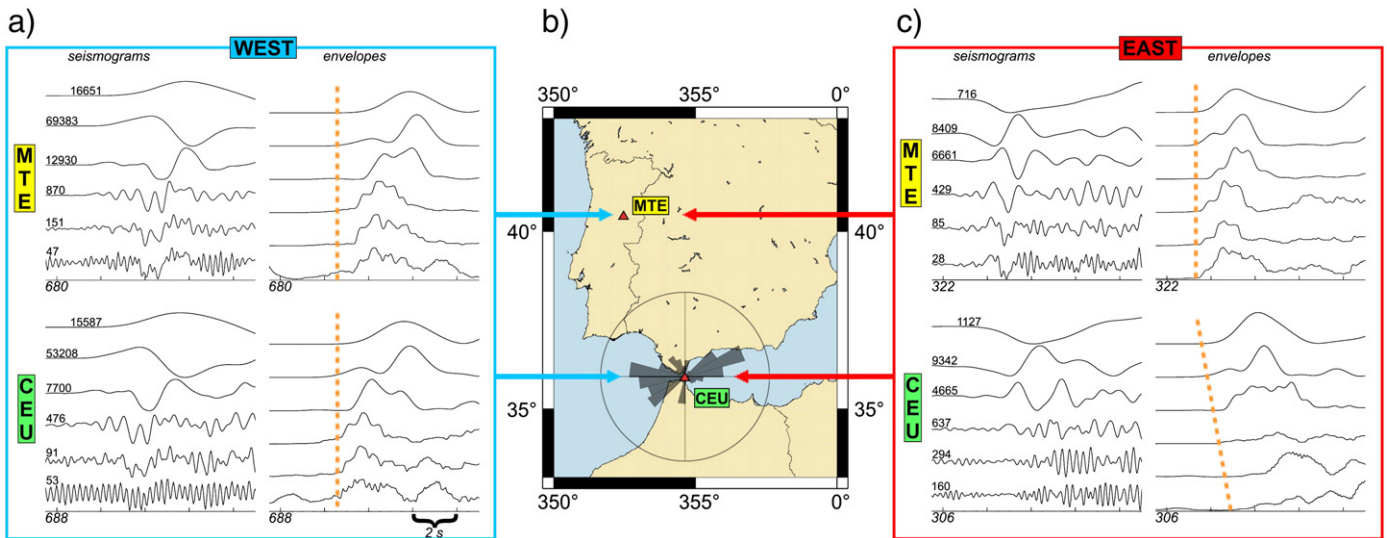 a)
WEST
seismograms
envelopes
MTE
16651
69383
12930
870
151
47
680
680
CEU
15587
53208
7700
476
91
53
688
688
2 s
b)
350°
355°
0°
MTE
40°
40°
CEU
35°
35°
350°
355°
0°
c)
EAST
seismograms
envelopes
MTE
716
8409
6661
429
85
28
322
322
CEU
1127
9342
4665
637
294
160
306
306